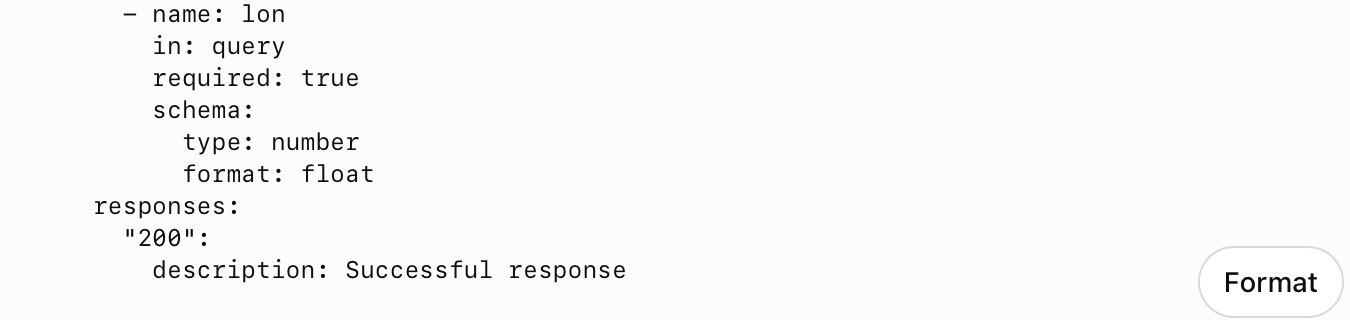 - name: lon
in: query
required: true
schema:
type: number
format: float
responses:
"200":
description: Successful response
Format